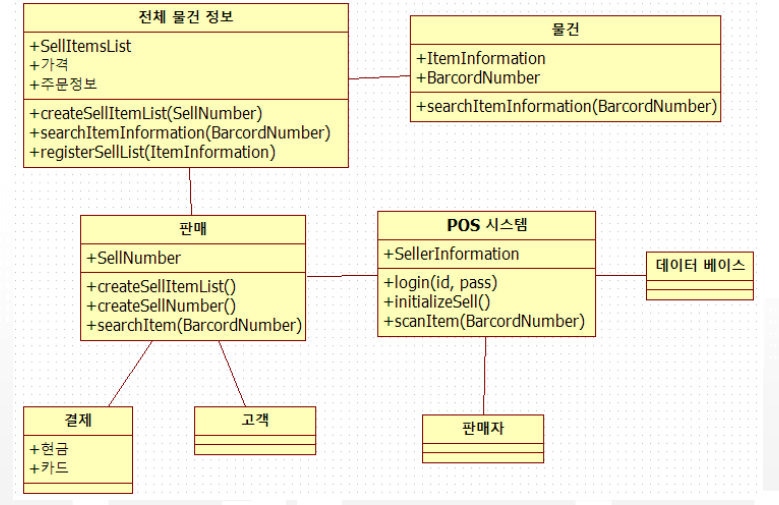 전체 물건 정보
+SellItemsList
+가격
+주문정보
+createSellItemList(SellNumber)
+searchItemInformation(BarcordNumber)
+registerSellList(ItemInformation)
물건
+ItemInformation
+BarcordNumber
+searchItemInformation(BarcordNumber)
판매
+SellNumber
+createSellItemList()
+createSellNumber()
+searchItem(BarcordNumber)
POS 시스템
+SellerInformation
+login(id, pass)
+initializeSell()
+scanItem(BarcordNumber)
데이터 베이스
결제
+현금
+카드
고객
판매자